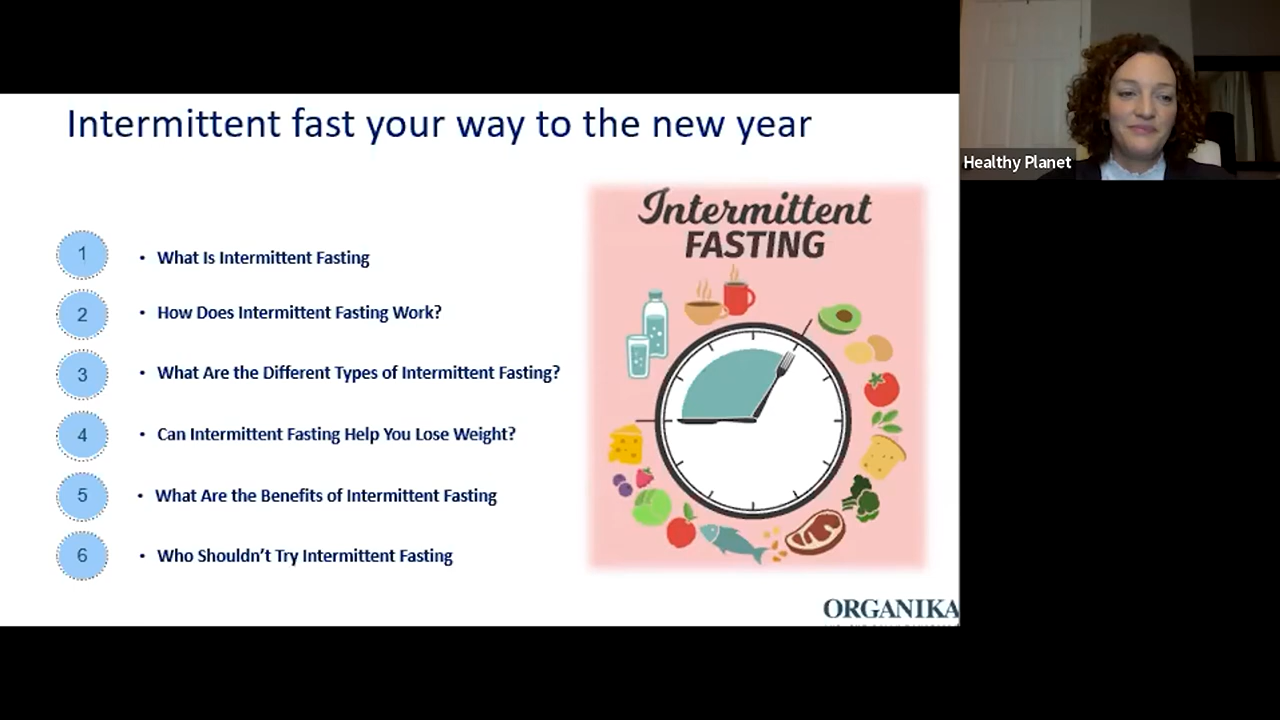 Intermittent fast your way to the new year
Healthy Planet
Intermittent
FASTING
1
• What Is Intermittent Fasting
2
• How Does Intermittent Fasting Work?
3
• What Are the Different Types of Intermittent Fasting?
4
• Can Intermittent Fasting Help You Lose Weight?
5
• What Are the Benefits of Intermittent Fasting
6
• Who Shouldn’t Try Intermittent Fasting
ORGANIKA